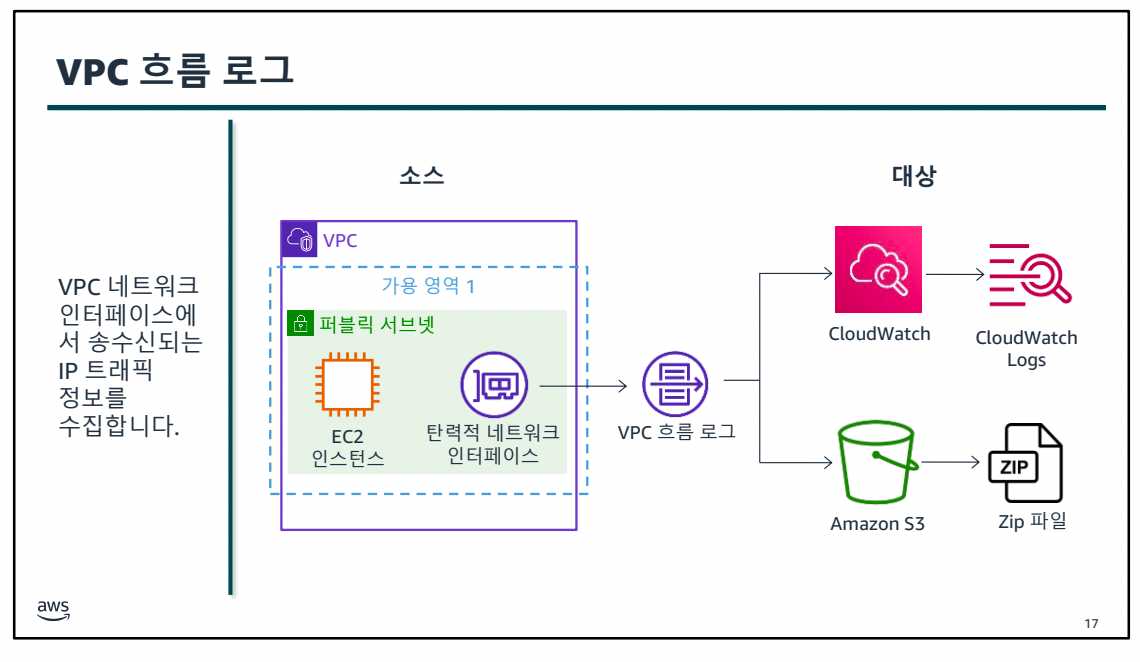 VPC 흐름 로그
VPC 네트워크
인터페이스에
서 송수신되는
IP 트래픽
정보를
수집합니다.
소스
VPC
가용 영역 1
퍼블릭 서브넷
EC2
인스턴스
탄력적 네트워크
인터페이스
VPC 흐름 로그
대상
CloudWatch
CloudWatch
Logs
Amazon S3
ZIP
Zip 파일
aws
17